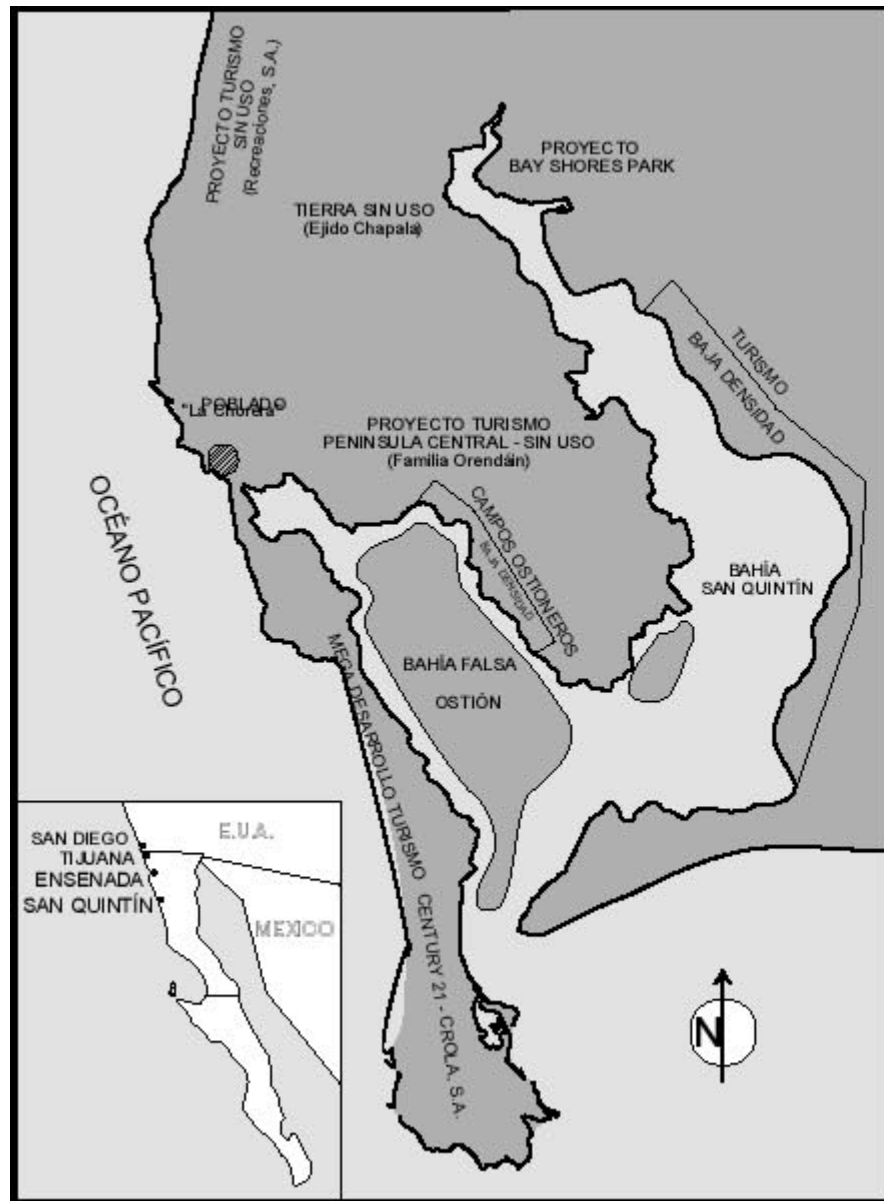 PROYECTO TURISMO
SIN USO
(Recreaciones, S.A.)
PROYECTO
BAY SHORES PARK
TIERRA SIN USO
(Ejido Chapala)
TURISMO
BAJA DENSIDAD
POBLADO
"La Chorera"
PROYECTO TURISMO
PENINSULA CENTRAL - SIN USO
(Familia Orendáin)
OCÉANO PACÍFICO
CAMPOS OSTIONEROS
BAJA DENSIDAD
BAHÍA
SAN QUINTÍN
BAHÍA FALSA
OSTIÓN
MEGA DESARROLLO TURISMO CENTURY 21 - CROLA, S.A.
E.U.A.
SAN DIEGO
TIJUANA
ENSENADA
SAN QUINTÍN
MEXICO
N